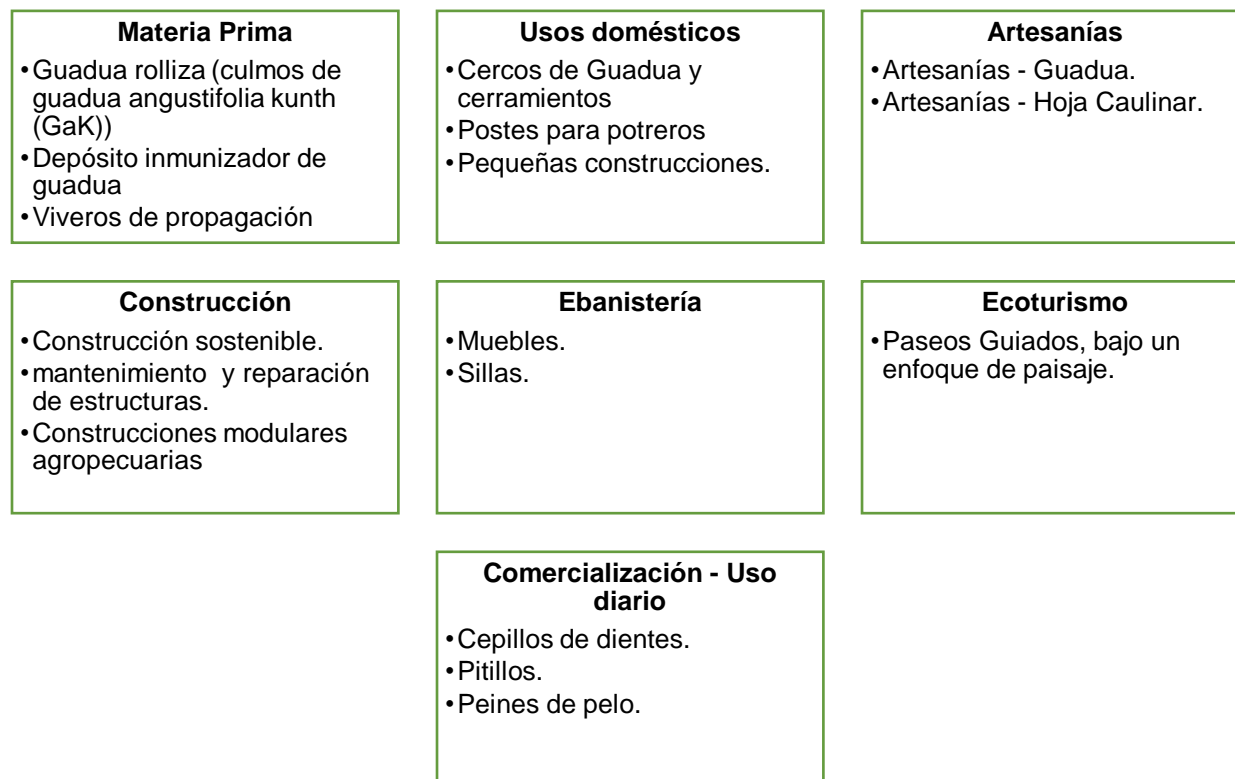 Materia Prima
•Guadua rolliza (culmos de
guadua angustifolia kunth
(GaK))
•Depósito inmunizador de
guadua
•Viveros de propagación
Usos domésticos
•Cercos de Guadua y
cerramientos
•Postes para potreros
•Pequeñas construcciones.
Artesanías
•Artesanías - Guadua.
•Artesanías - Hoja Caulinar.
Construcción
•Construcción sostenible.
•mantenimiento y reparación
de estructuras.
•Construcciones modulares
agropecuarias
Ebanistería
•Muebles.
•Sillas.
Ecoturismo
•Paseos Guiados, bajo un
enfoque de paisaje.
Comercialización - Uso
diario
•Cepillos de dientes.
•Pitillos.
•Peines de pelo.